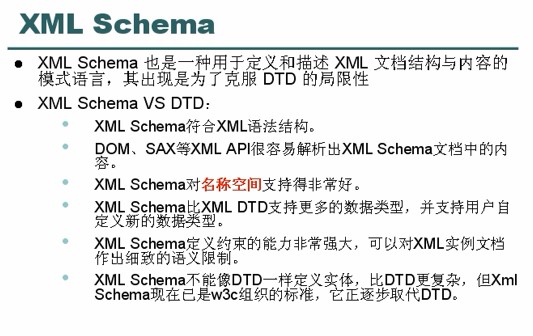 XML Schema
XML Schema 也是一种用于定义和描述 XML 文档结构与内容的
模式语言，其出现是为了克服 DTD 的局限性
XML Schema VS DTD：
XML Schema符合XML语法结构。
DOM、SAX等XML API很容易解析出XML Schema文档中的内
容。
XML Schema对名称空间支持得非常好。
XML Schema比XML DTD支持更多的数据类型，并支持用户自
定义新的数据类型。
XML Schema定义约束的能力非常强大，可以对XML实例文档
作出细致的语义限制。
XML Schema不能像DTD一样定义实体，比DTD更复杂，但Xml
Schema现在已是w3c组织的标准，它正逐步取代DTD。